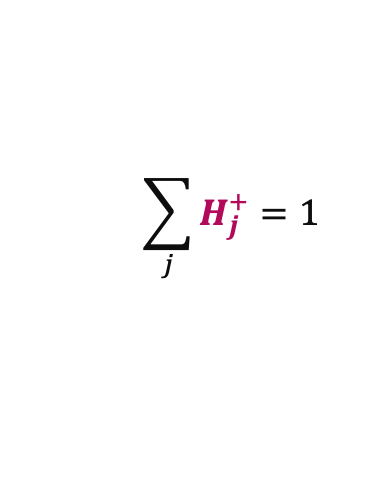 ∑_j H_j^+ = 1